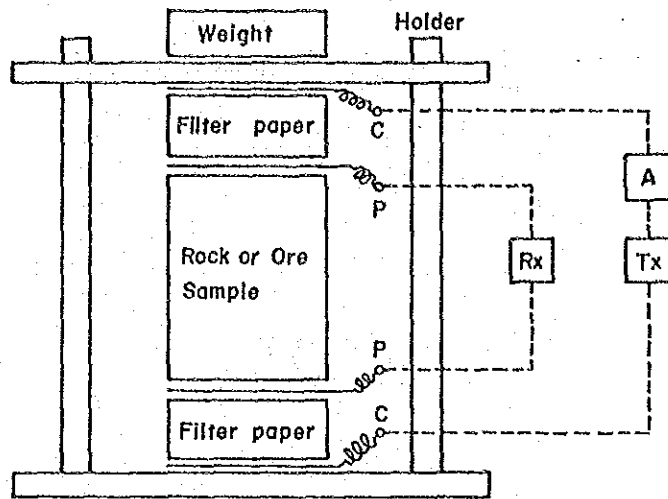 Weight
Holder
Filter paper
C
P
A
Rock or Ore
Sample
Rx
Tx
P
C
Filter paper